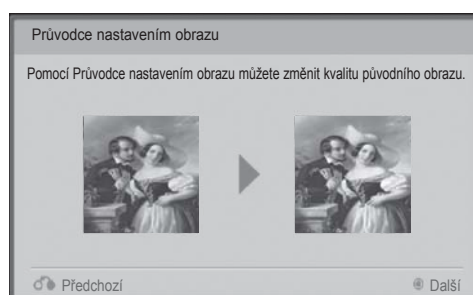 Průvodce nastavením obrazu
Pomocí Průvodce nastavením obrazu můžete změnit kvalitu původního obrazu.
Předchozí
Další